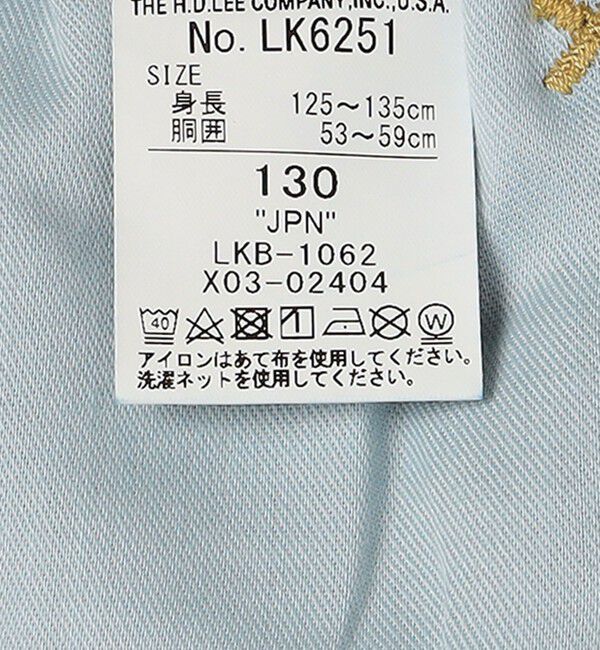 THE H.D.LEE COMPANY,INC.,U.S.A.
No. LK6251
SIZE
身長 125～135cm
胴囲 53～59cm
130
"JPN"
LKB-1062
X03-02404
40 W
アイロンはあて布を使用してください。
洗濯ネットを使用してください。